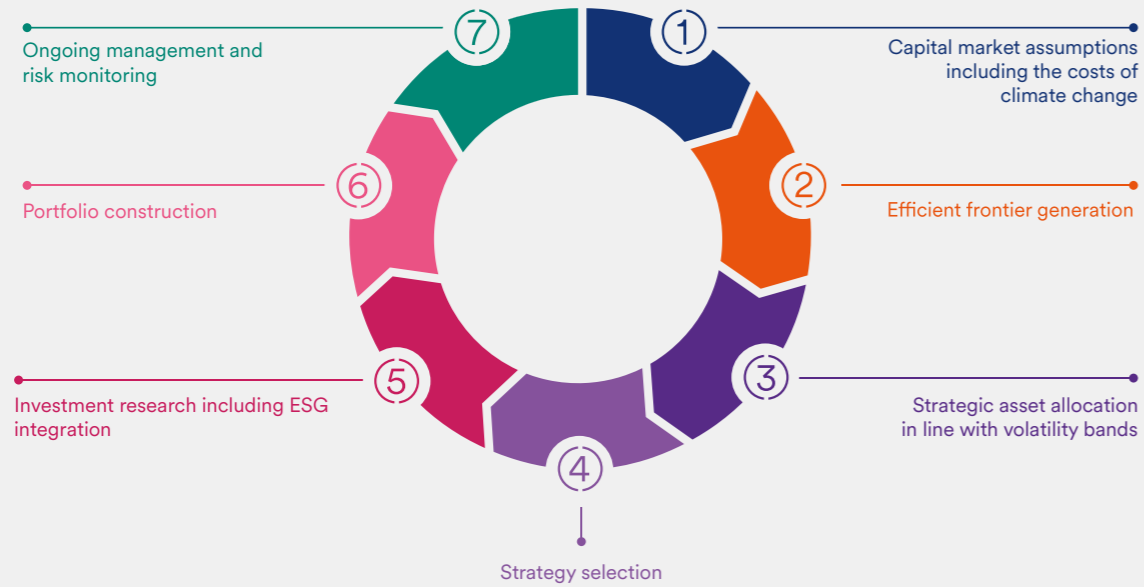 1
Capital market assumptions
including the costs of
climate change
2
Efficient frontier generation
3
Strategic asset allocation
in line with volatility bands
4
Strategy selection
5
Investment research including ESG
integration
6
Portfolio construction
7
Ongoing management and
risk monitoring